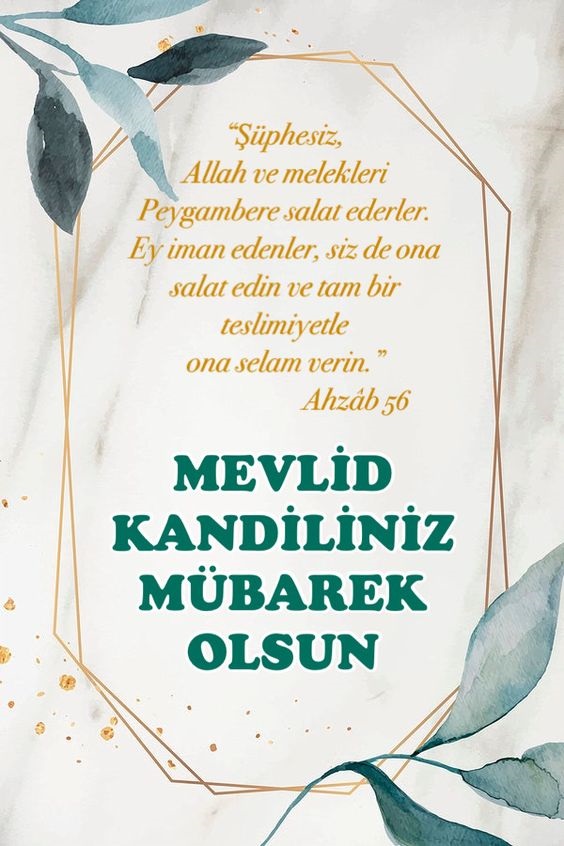 “Şüphesiz,
Allah ve melekleri
Peygambere salat ederler.
Ey iman edenler, siz de ona
salat edin ve tam bir
teslimiyetle
ona selam verin.”
Ahzâb 56
MEVLİD
KANDİLİNİZ
MÜBAREK
OLSUN